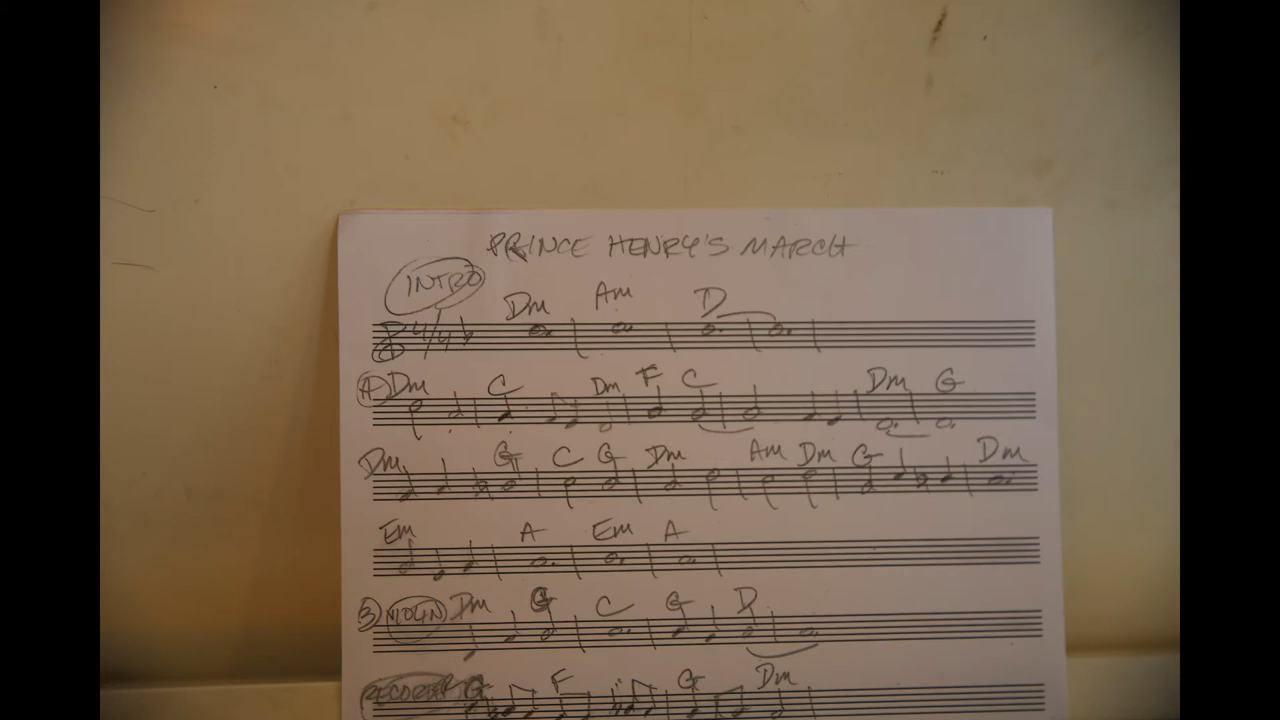 PRINCE HENRY'S MARCH
INTRO
Dm Am D
4/4
A Dm C Dm F C Dm G
Dm G C G Dm Am Dm G Dm
Em A Em A
B VIOLIN Dm G C G D
RECORDER G F G Dm